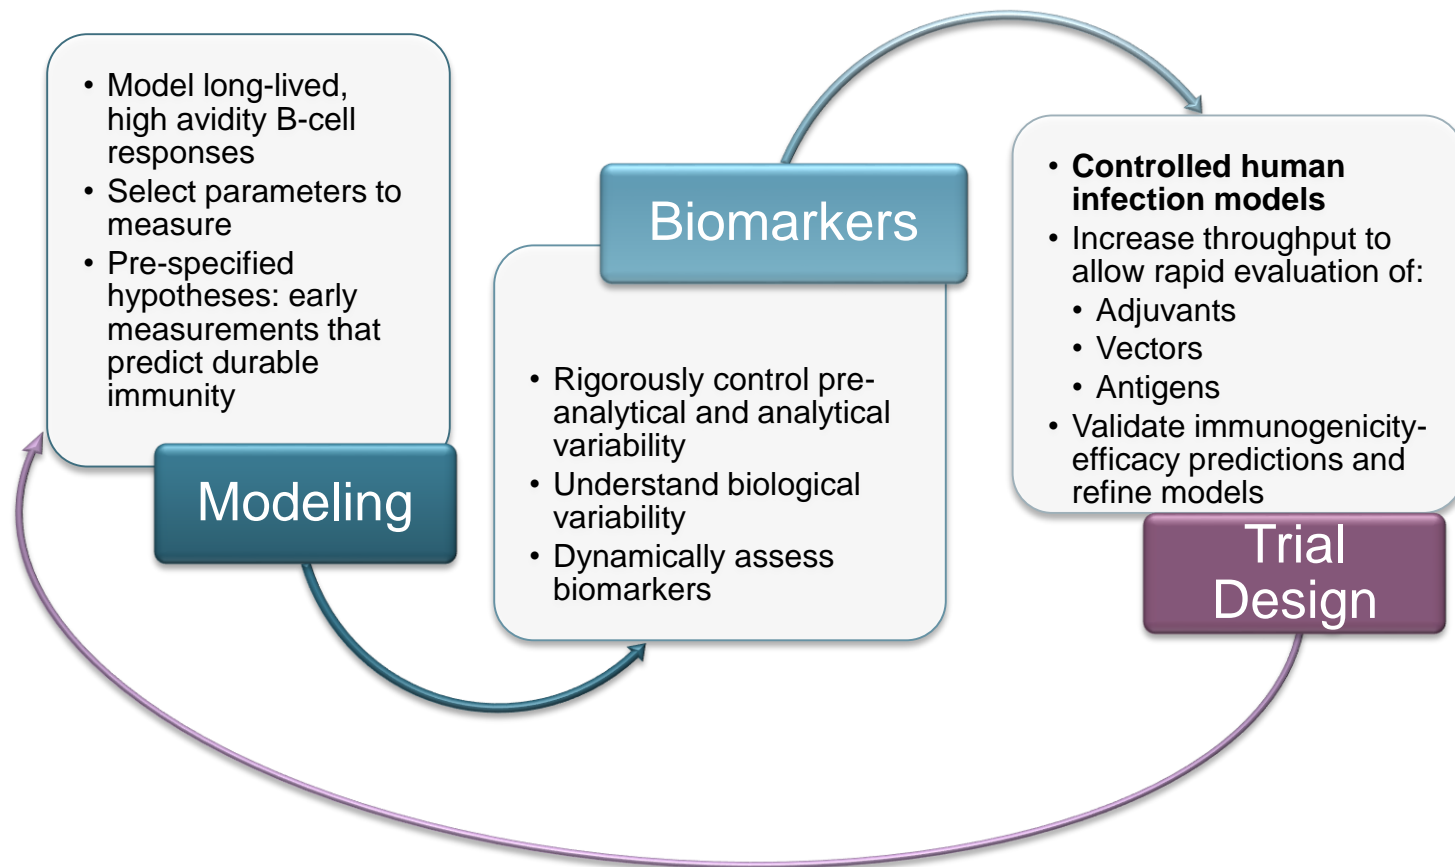 • Model long-lived,
high avidity B-cell
responses
• Select parameters to
measure
• Pre-specified
hypotheses: early
measurements that
predict durable
immunity
Modeling
Biomarkers
• Rigorously control pre-
analytical and analytical
variability
• Understand biological
variability
• Dynamically assess
biomarkers
• Controlled human
infection models
• Increase throughput to
allow rapid evaluation of:
• Adjuvants
• Vectors
• Antigens
• Validate immunogenicity-
efficacy predictions and
refine models
Trial
Design